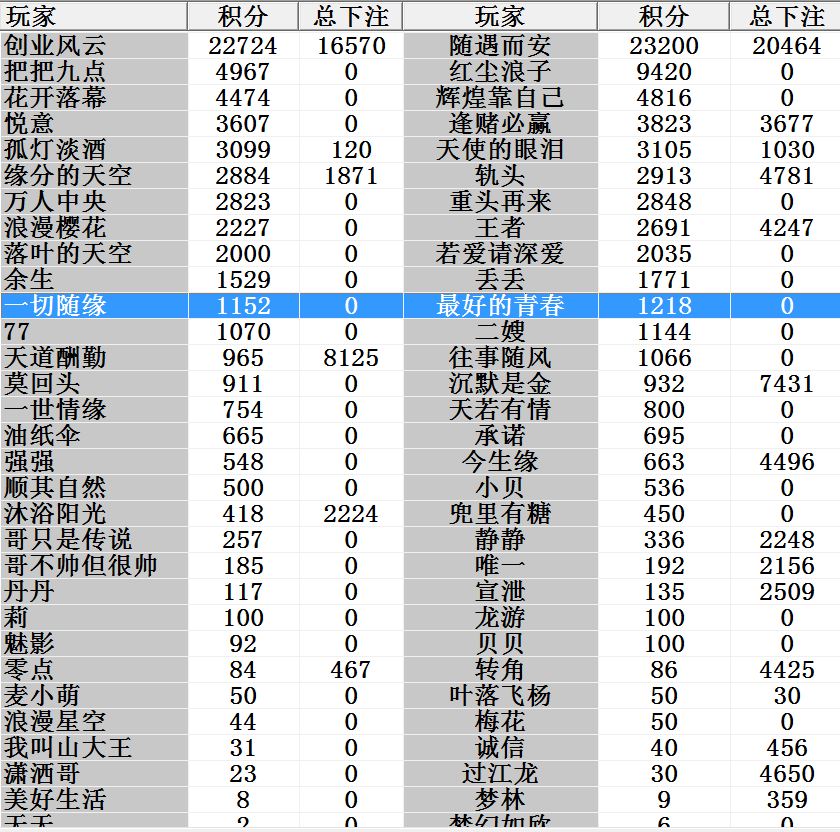 玩家 积分 总下注 玩家 积分 总下注
创业风云 22724 16570 随遇而安 23200 20464
把把九点 4967 0 红尘浪子 9420 0
花开落幕 4474 0 辉煌靠自己 4816 0
悦意 3607 0 逢赌必赢 3823 3677
孤灯淡酒 3099 120 天使的眼泪 3105 1030
缘分的天空 2884 1871 轨头 2913 4781
万人中央 2823 0 重头再来 2848 0
浪漫樱花 2227 0 王者 2691 4247
落叶的天空 2000 0 若爱请深爱 2035 0
余生 1529 0 丢丢 1771 0
一切随缘 1152 0 最好的青春 1218 0
77 1070 0 二嫂 1144 0
天道酬勤 965 8125 往事随风 1066 0
莫回头 911 0 沉默是金 932 7431
一世情缘 754 0 天若有情 800 0
油纸伞 665 0 承诺 695 0
强强 548 0 今生缘 663 4496
顺其自然 500 0 小贝 536 0
沐浴阳光 418 2224 兜里有糖 450 0
哥只是传说 257 0 静静 336 2248
哥不帅但很帅 185 0 唯一 192 2156
丹丹 117 0 宣泄 135 2509
莉 100 0 龙游 100 0
魅影 92 0 贝贝 100 0
零点 84 467 转角 86 4425
麦小萌 50 0 叶落飞杨 50 30
浪漫星空 44 0 梅花 50 0
我叫山大王 31 0 诚信 40 456
潇洒哥 23 0 过江龙 30 4650
美好生活 8 0 梦林 9 359
天天 2 0 梦幻如欣 6 0